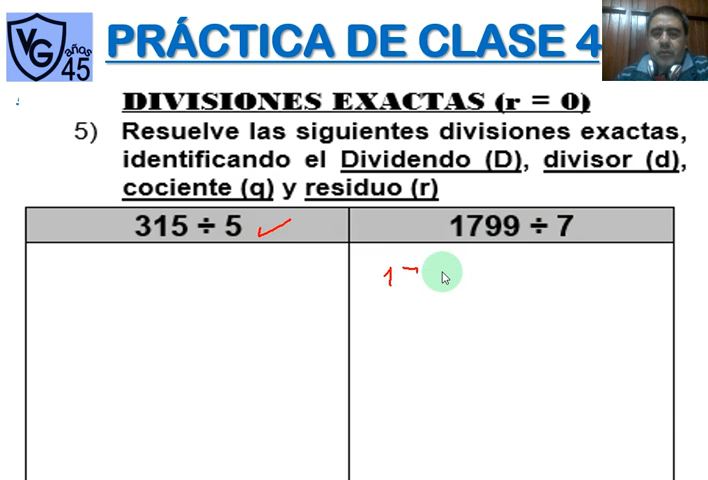 VG años 45
PRÁCTICA DE CLASE 4
DIVISIONES EXACTAS (r = 0)
5) Resuelve las siguientes divisiones exactas,
identificando el Dividendo (D), divisor (d),
cociente (q) y residuo (r)
315 ÷ 5 1799 ÷ 7